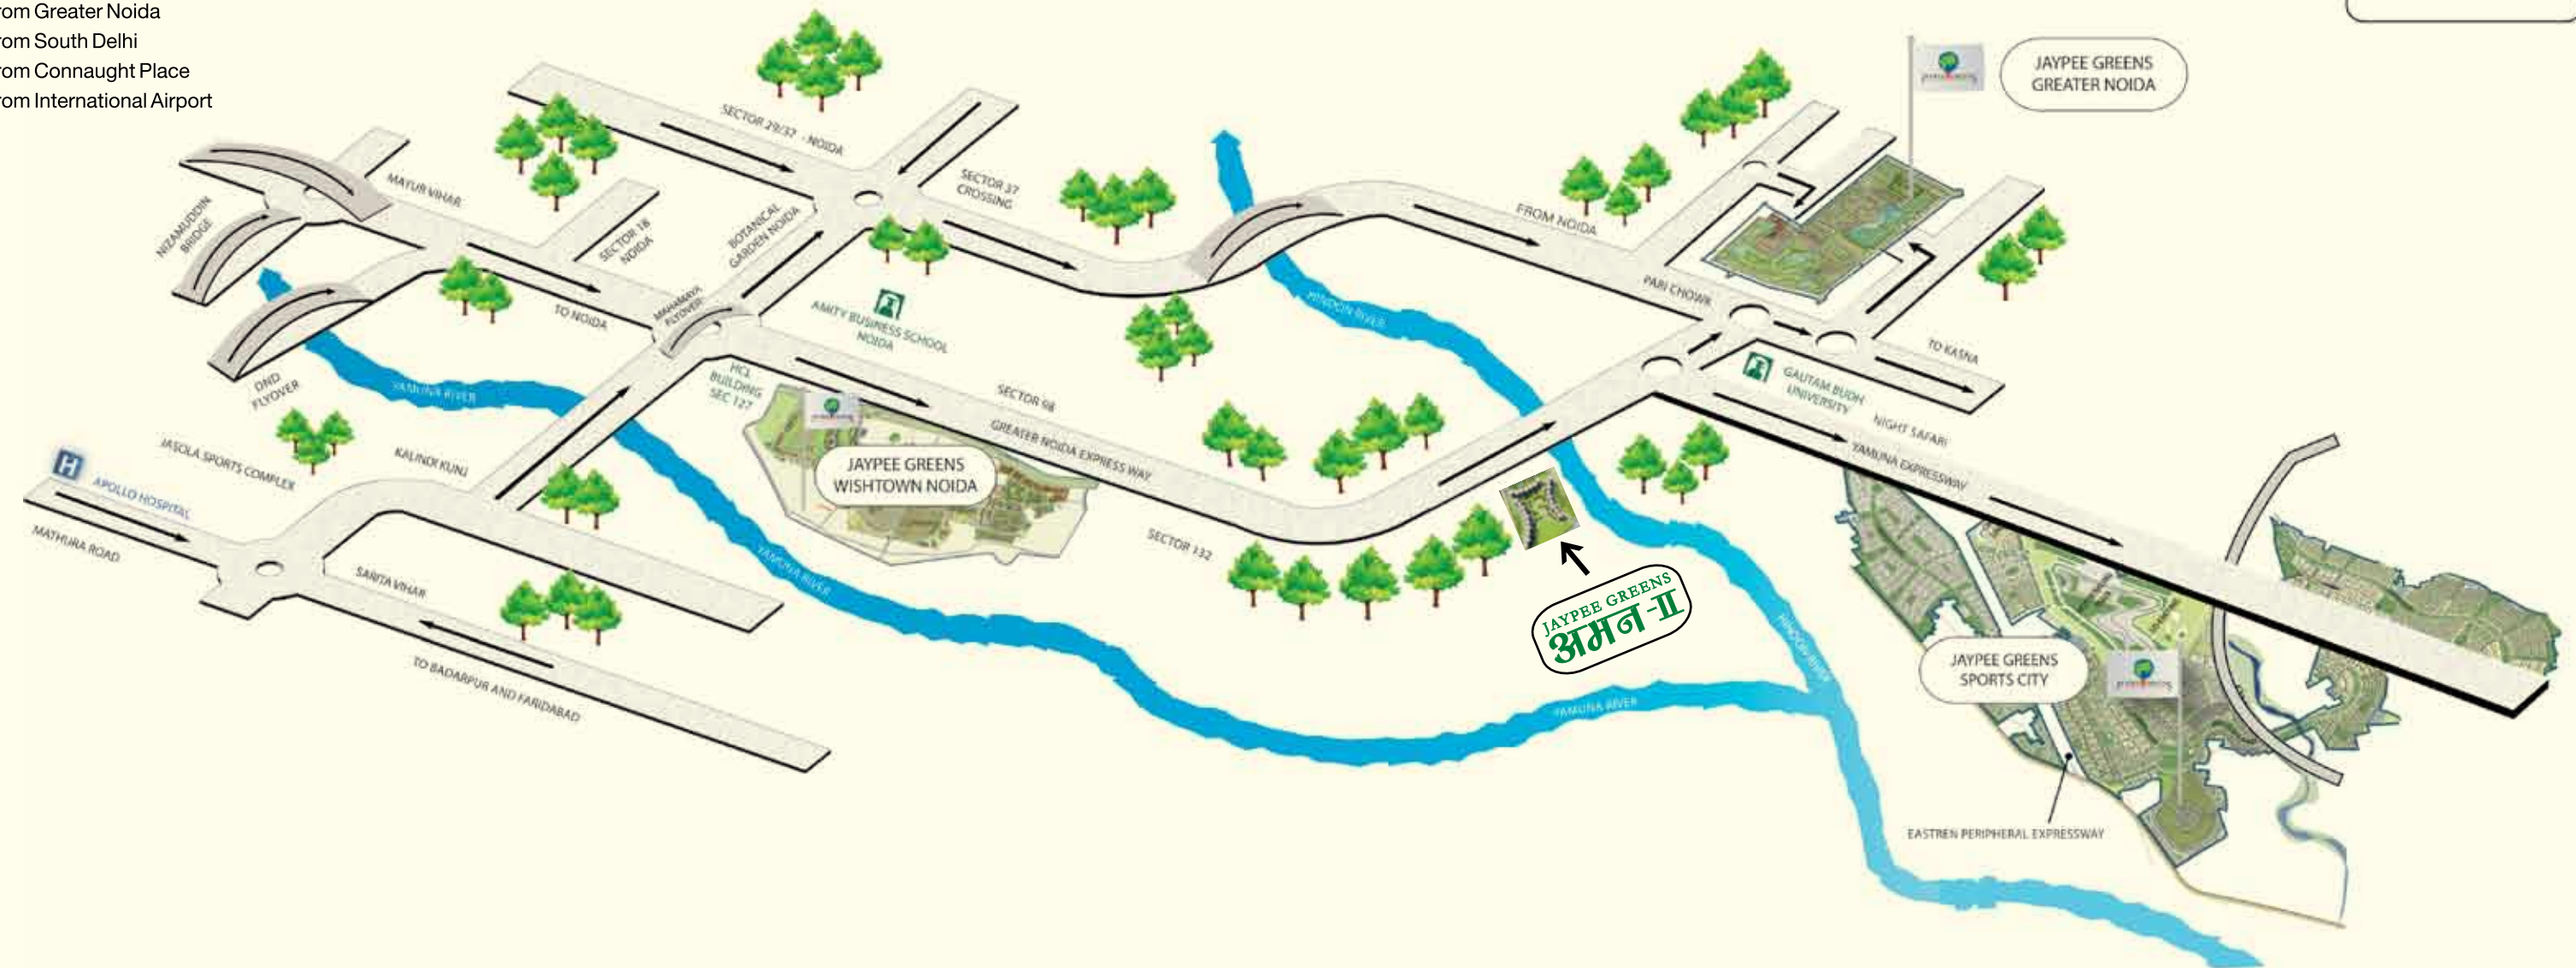 rom Greater Noida
rom South Delhi
rom Connaught Place
rom International Airport
JAYPEE GREENS
GREATER NOIDA
SECTOR 29/37 - NOIDA
MAYUR VIHAR
NIZAMUDDIN
BRIDGE
SECTOR 18
NOIDA
BOTANICAL
GARDEN NOIDA
SECTOR 37
CROSSING
FROM NOIDA
PARI CHOWK
TO KASNA
HINDON RIVER
MAHAMAYA
FLYOVER
TO NOIDA
AMITY BUSINESS SCHOOL
NOIDA
DND
FLYOVER
YAMUNA RIVER
HCL
BUILDING
SEC 127
SECTOR 98
GREATER NOIDA EXPRESS WAY
GAUTAM BUDH
UNIVERSITY
NIGHT SAFARI
YAMUNA EXPRESSWAY
JASOLA SPORTS COMPLEX
KALINDI KUNJ
H
APOLLO HOSPITAL
MATHURA ROAD
JAYPEE GREENS
WISHTOWN NOIDA
SECTOR 132
SARITA VIHAR
YAMUNA RIVER
TO BADARPUR AND FARIDABAD
JAYPEE GREENS
अमन-II
HINDON RIVER
YAMUNA RIVER
JAYPEE GREENS
SPORTS CITY
EASTREN PERIPHERAL EXPRESSWAY